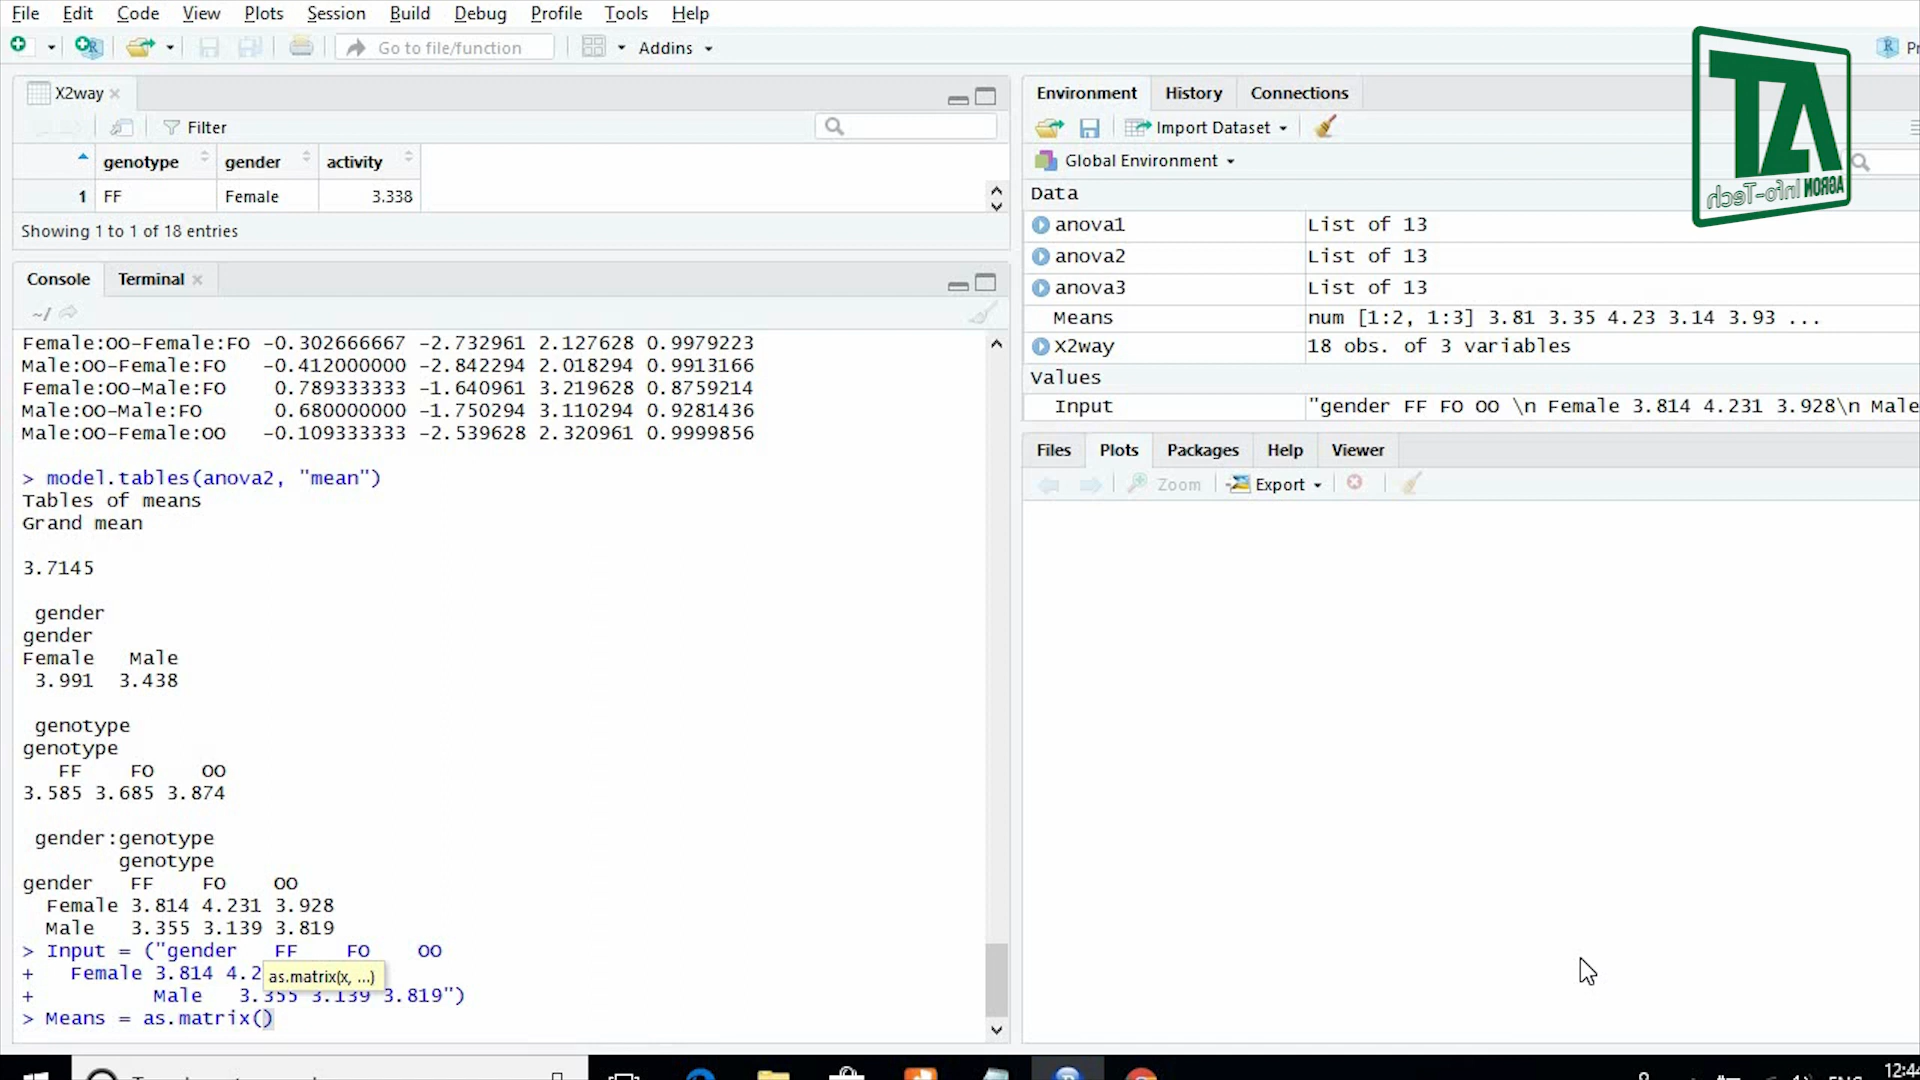 File Edit Code View Plots Session Build Debug Profile Tools Help
Go to file/function Addins
X2way
Filter
genotype gender activity
1 FF Female 3.338
Showing 1 to 1 of 18 entries
Console Terminal
~/
Female:OO-Female:FO -0.302666667 -2.732961 2.127628 0.9979223
Male:OO-Female:FO -0.412000000 -2.842294 2.018294 0.9913166
Female:OO-Male:FO 0.789333333 -1.640961 3.219628 0.8759214
Male:OO-Male:FO 0.680000000 -1.750294 3.110294 0.9281436
Male:OO-Female:OO -0.109333333 -2.539628 2.320961 0.9999856
> model.tables(anova2, "mean")
Tables of means
Grand mean
3.7145
gender
gender
Female Male
3.991 3.438
genotype
genotype
FF FO OO
3.585 3.685 3.874
gender:genotype
genotype
gender FF FO OO
Female 3.814 4.231 3.928
Male 3.355 3.139 3.819
> Input = ("gender FF FO OO
+ Female 3.814 4.2
as.matrix(x, ...)
+ Male 3.355 3.139 3.819")
> Means = as.matrix()
Environment History Connections
Import Dataset
Global Environment
Data
anova1 List of 13
anova2 List of 13
anova3 List of 13
Means num [1:2, 1:3] 3.81 3.35 4.23 3.14 3.93 ...
X2way 18 obs. of 3 variables
Values
Input "gender FF FO OO \n Female 3.814 4.231 3.928\n Male
Files Plots Packages Help Viewer
Zoom Export
AGRON Info-Tech
12:44